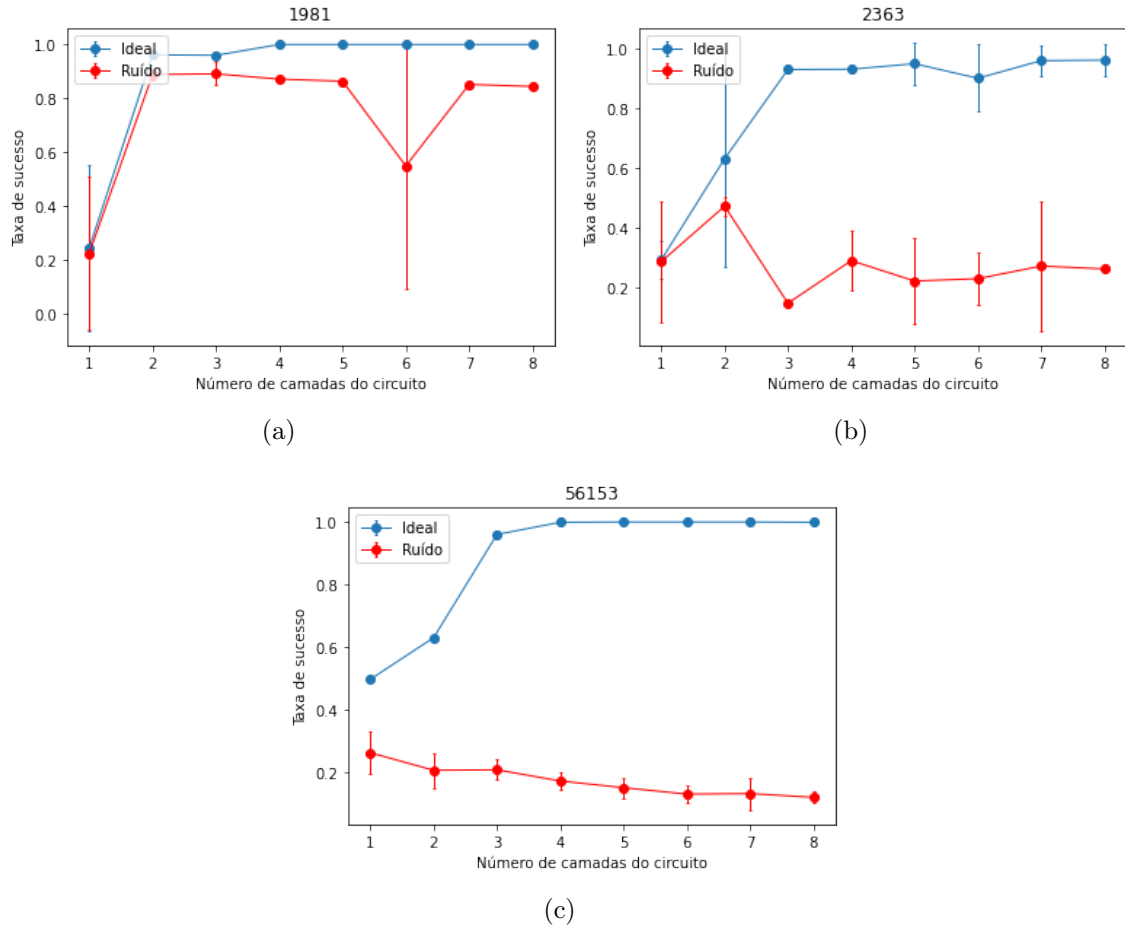 1981
Ideal
Ruído
Taxa de sucesso
1.0
0.8
0.6
0.4
0.2
0.0
1 2 3 4 5 6 7 8
Número de camadas do circuito
(a)
2363
Ideal
Ruído
Taxa de sucesso
1.0
0.8
0.6
0.4
0.2
1 2 3 4 5 6 7 8
Número de camadas do circuito
(b)
56153
Ideal
Ruído
Taxa de sucesso
1.0
0.8
0.6
0.4
0.2
1 2 3 4 5 6 7 8
Número de camadas do circuito
(c)